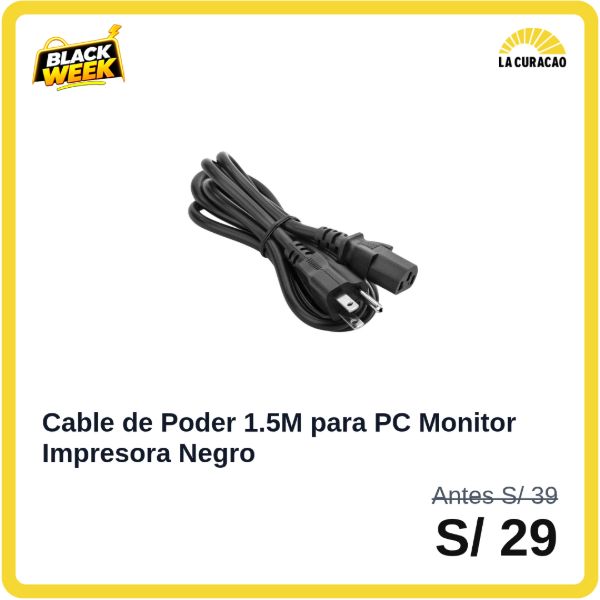 BLACK
WEEK
LA CURACAO
Cable de Poder 1.5M para PC Monitor
Impresora Negro
Antes S/ 39
S/ 29